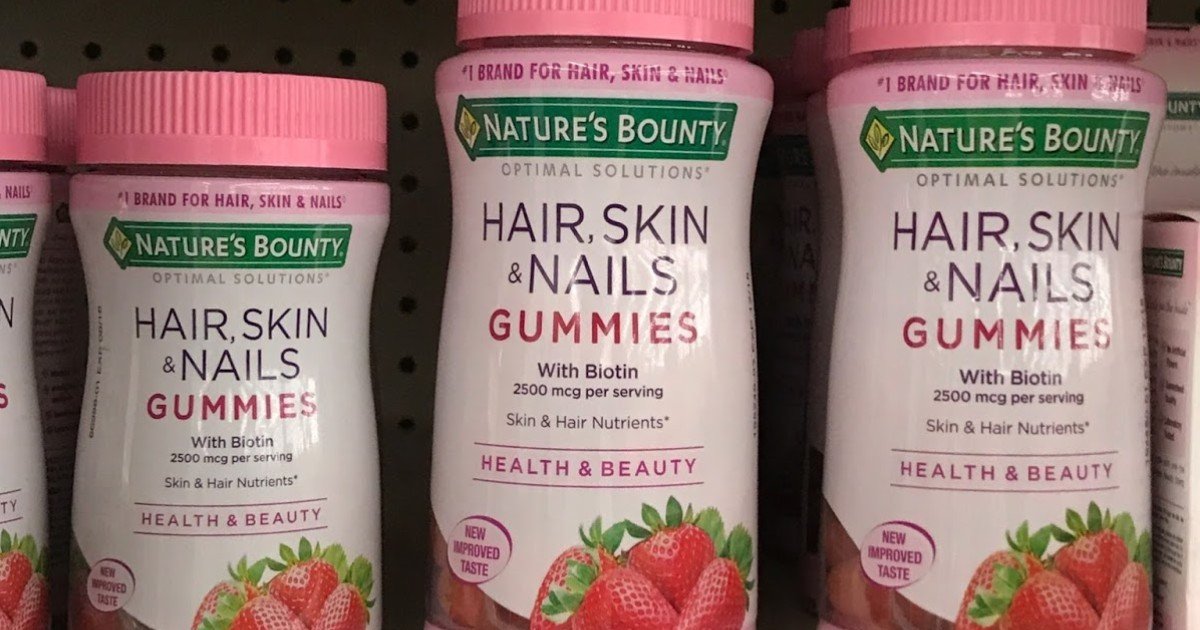 NAILS
NTY
S
#1 BRAND FOR HAIR, SKIN & NAILS
NATURE'S BOUNTY
OPTIMAL SOLUTIONS®
HAIR, SKIN
& NAILS
GUMMIES
With Biotin
2500 mcg per serving
Skin & Hair Nutrients*
HEALTH & BEAUTY
NEW
IMPROVED
TASTE
#1 BRAND FOR HAIR, SKIN & NAILS
NATURE'S BOUNTY
OPTIMAL SOLUTIONS®
HAIR, SKIN
& NAILS
GUMMIES
With Biotin
2500 mcg per serving
Skin & Hair Nutrients*
HEALTH & BEAUTY
NEW
IMPROVED
TASTE
#1 BRAND FOR HAIR, SKIN & NAILS
NATURE'S BOUNTY
OPTIMAL SOLUTIONS®
HAIR, SKIN
& NAILS
GUMMIES
With Biotin
2500 mcg per serving
Skin & Hair Nutrients*
HEALTH & BEAUTY
NEW
IMPROVED
TASTE